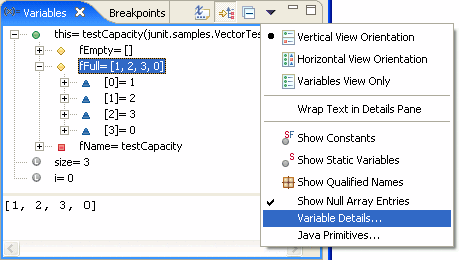 Variables
Breakpoints
this= testCapacity(junit.samples.VectorTes
fEmpty= []
fFull= [1, 2, 3, 0]
[0]= 1
[1]= 2
[2]= 3
[3]= 0
fName= testCapacity
size= 3
i= 0
[1, 2, 3, 0]
Vertical View Orientation
Horizontal View Orientation
Variables View Only
Wrap Text in Details Pane
Show Constants
Show Static Variables
Show Qualified Names
Show Null Array Entries
Variable Details...
Java Primitives...